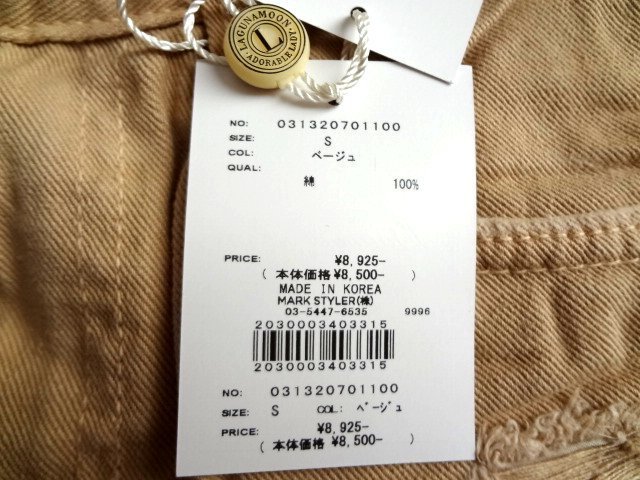 LAGUNAMOON
L
ADORABLE LADY
NO: 031320701100
SIZE: S
COL: ベージュ
QUAL:
綿 100%
PRICE: ¥8,925-
( 本体価格 ¥8,500- )
MADE IN KOREA
MARK STYLER(株)
03-5447-6535 9996
2030003403315
2030003403315
NO: 031320701100
SIZE: S COL: ベージュ
PRICE: ¥8,925-
( 本体価格 ¥8,500- )